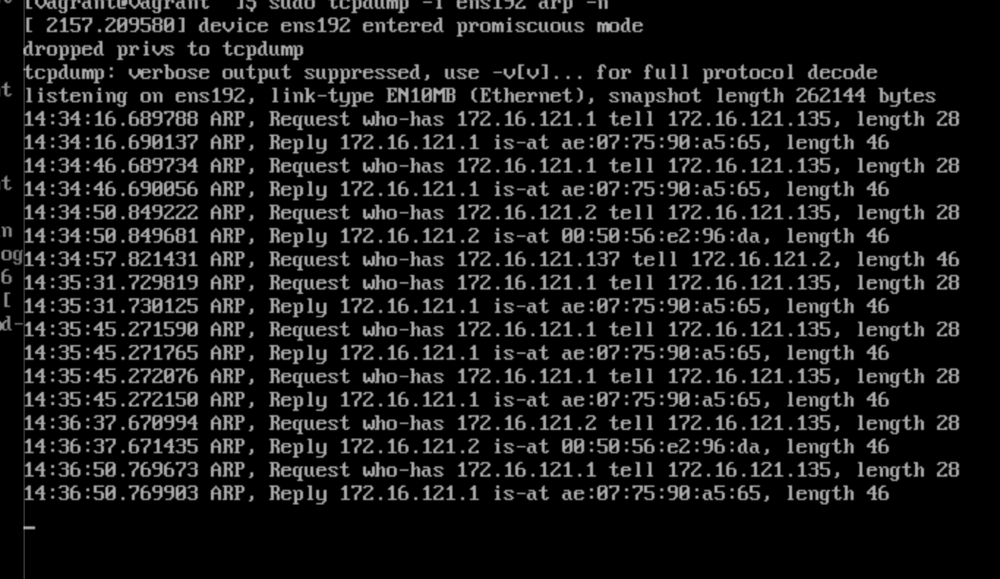 [vagrant@vagrant ~]$ sudo tcpdump -i ens192 arp -n
[ 2157.209580] device ens192 entered promiscuous mode
dropped privs to tcpdump
tcpdump: verbose output suppressed, use -v[v]... for full protocol decode
listening on ens192, link-type EN10MB (Ethernet), snapshot length 262144 bytes
14:34:16.689788 ARP, Request who-has 172.16.121.1 tell 172.16.121.135, length 28
14:34:16.690137 ARP, Reply 172.16.121.1 is-at ae:07:75:90:a5:65, length 46
14:34:46.689734 ARP, Request who-has 172.16.121.1 tell 172.16.121.135, length 28
14:34:46.690056 ARP, Reply 172.16.121.1 is-at ae:07:75:90:a5:65, length 46
14:34:50.849222 ARP, Request who-has 172.16.121.2 tell 172.16.121.135, length 28
14:34:50.849681 ARP, Reply 172.16.121.2 is-at 00:50:56:e2:96:da, length 46
14:34:57.821431 ARP, Request who-has 172.16.121.137 tell 172.16.121.2, length 46
14:35:31.729819 ARP, Request who-has 172.16.121.1 tell 172.16.121.135, length 28
14:35:31.730125 ARP, Reply 172.16.121.1 is-at ae:07:75:90:a5:65, length 46
14:35:45.271590 ARP, Request who-has 172.16.121.1 tell 172.16.121.135, length 28
14:35:45.271765 ARP, Reply 172.16.121.1 is-at ae:07:75:90:a5:65, length 46
14:35:45.272076 ARP, Request who-has 172.16.121.1 tell 172.16.121.135, length 28
14:35:45.272150 ARP, Reply 172.16.121.1 is-at ae:07:75:90:a5:65, length 46
14:36:37.670994 ARP, Request who-has 172.16.121.2 tell 172.16.121.135, length 28
14:36:37.671435 ARP, Reply 172.16.121.2 is-at 00:50:56:e2:96:da, length 46
14:36:50.769673 ARP, Request who-has 172.16.121.1 tell 172.16.121.135, length 28
14:36:50.769903 ARP, Reply 172.16.121.1 is-at ae:07:75:90:a5:65, length 46